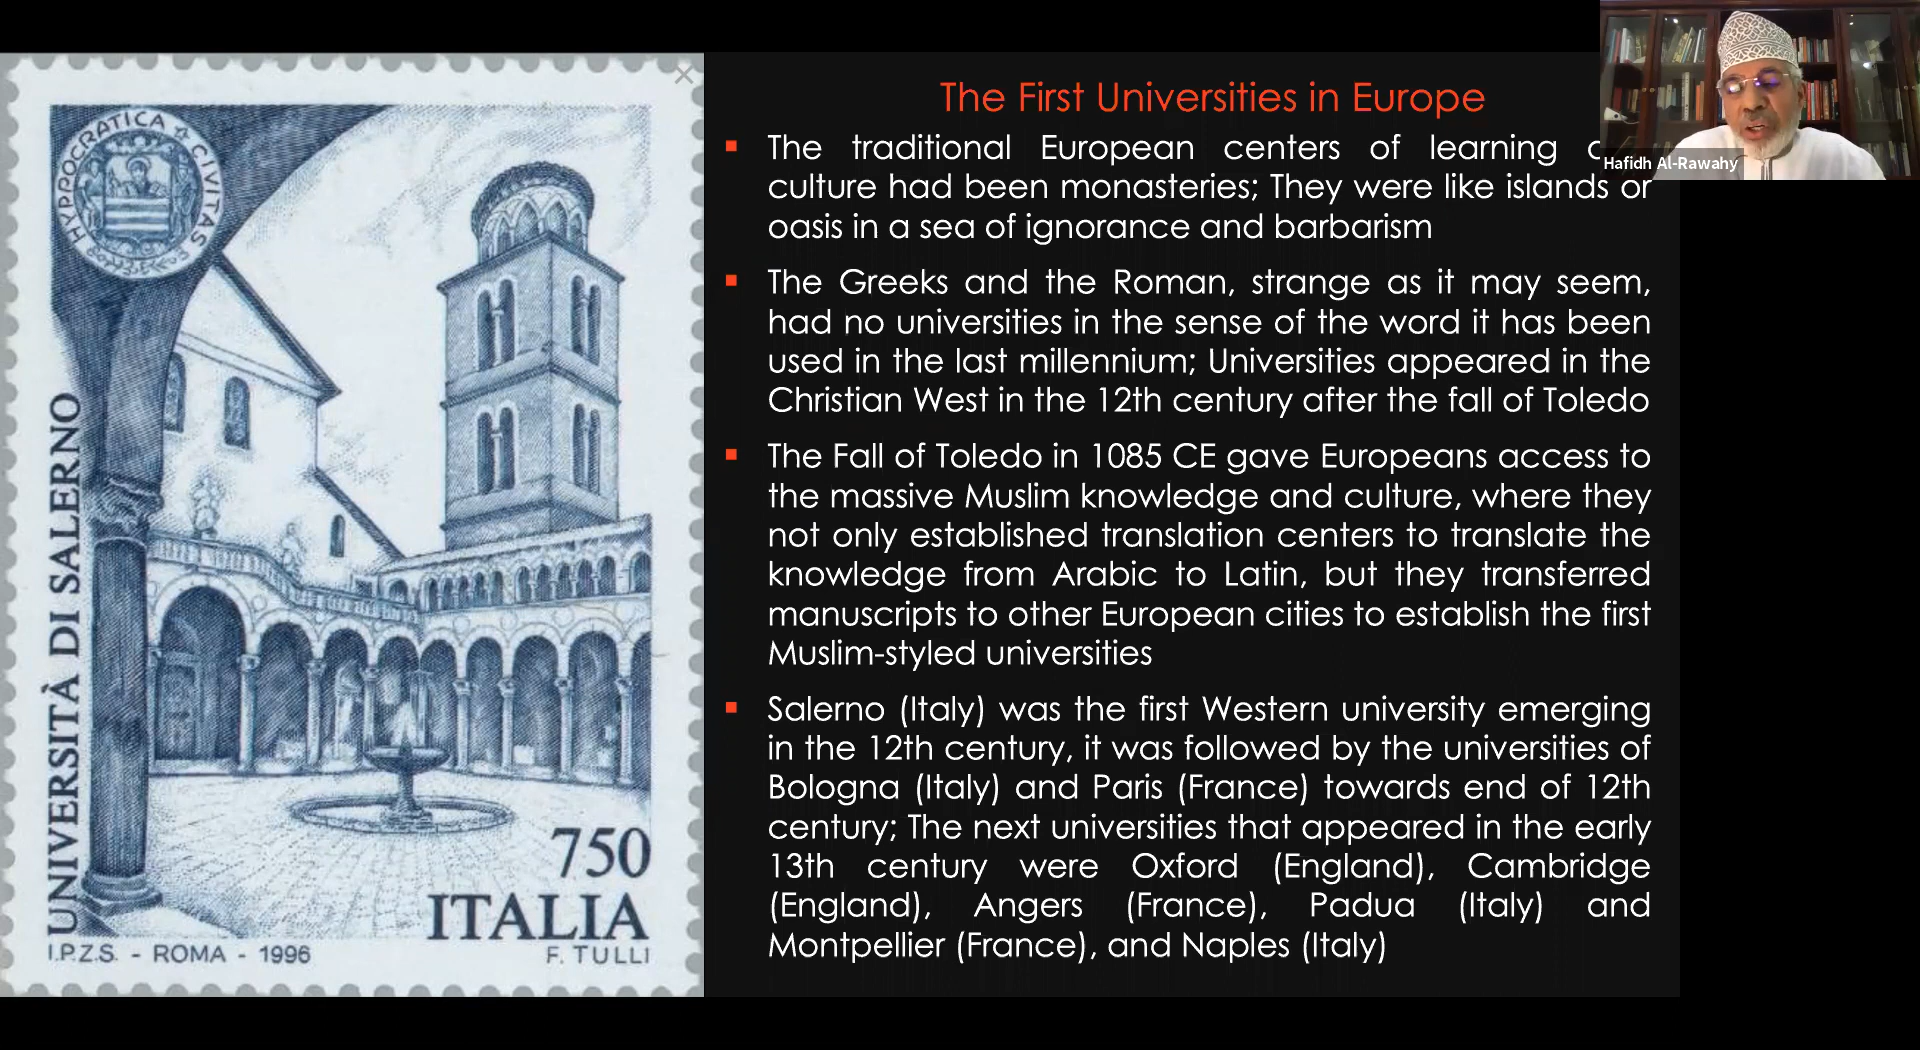 HYPPOCRATICA CIVITAS
UNIVERSITÀ DI SALERNO
750
ITALIA
I.P.Z.S. - ROMA - 1996
F. TULLI
The First Universities in Europe
The traditional European centers of learning
culture had been monasteries; They were like islands or
oasis in a sea of ignorance and barbarism
The Greeks and the Roman, strange as it may seem,
had no universities in the sense of the word it has been
used in the last millennium; Universities appeared in the
Christian West in the 12th century after the fall of Toledo
The Fall of Toledo in 1085 CE gave Europeans access to
the massive Muslim knowledge and culture, where they
not only established translation centers to translate the
knowledge from Arabic to Latin, but they transferred
manuscripts to other European cities to establish the first
Muslim-styled universities
Salerno (Italy) was the first Western university emerging
in the 12th century, it was followed by the universities of
Bologna (Italy) and Paris (France) towards end of 12th
century; The next universities that appeared in the early
13th century were Oxford (England), Cambridge
(England), Angers (France), Padua (Italy) and
Montpellier (France), and Naples (Italy)
Hafidh Al-Rawahy